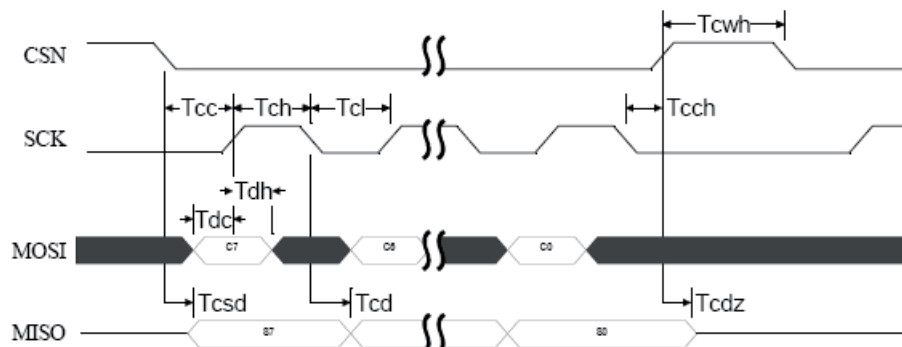 CSN
Tcwh
Tcc
Tch
Tcl
Tcch
SCK
Tdh
Tdc
MOSI
C7
C6
C0
Tcsd
Tcd
Tcdz
MISO
S7
S0